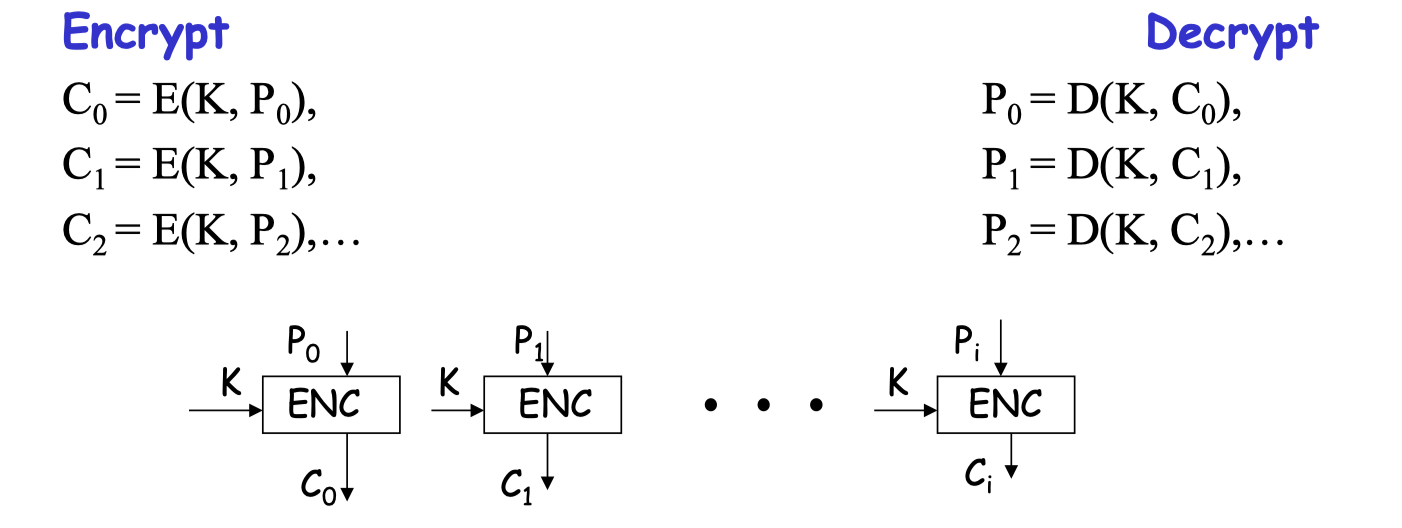 Encrypt
Decrypt
C₀ = E(K, P₀),
P₀ = D(K, C₀),
C₁ = E(K, P₁),
P₁ = D(K, C₁),
C₂ = E(K, P₂),…
P₂ = D(K, C₂),…
P₀
P₁
Pᵢ
K
ENC
K
ENC
• • •
K
ENC
C₀
C₁
Cᵢ